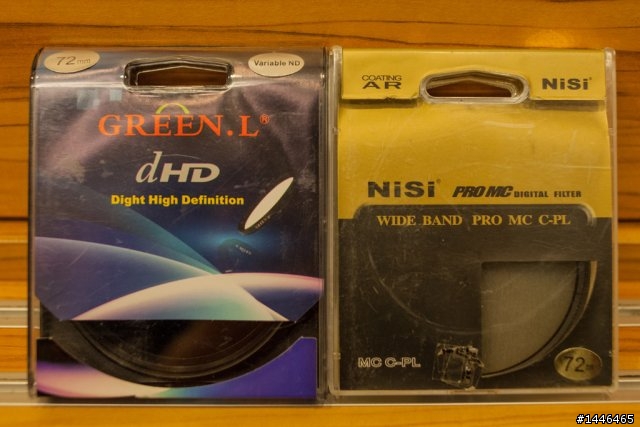 72mm
Variable ND
GREEN.L®
dHD
Dight High Definition
COATING
AR
NiSi
NiSi PRO MC DIGITAL FILTER
WIDE BAND PRO MC C-PL
MC C-PL
72m
#1446465